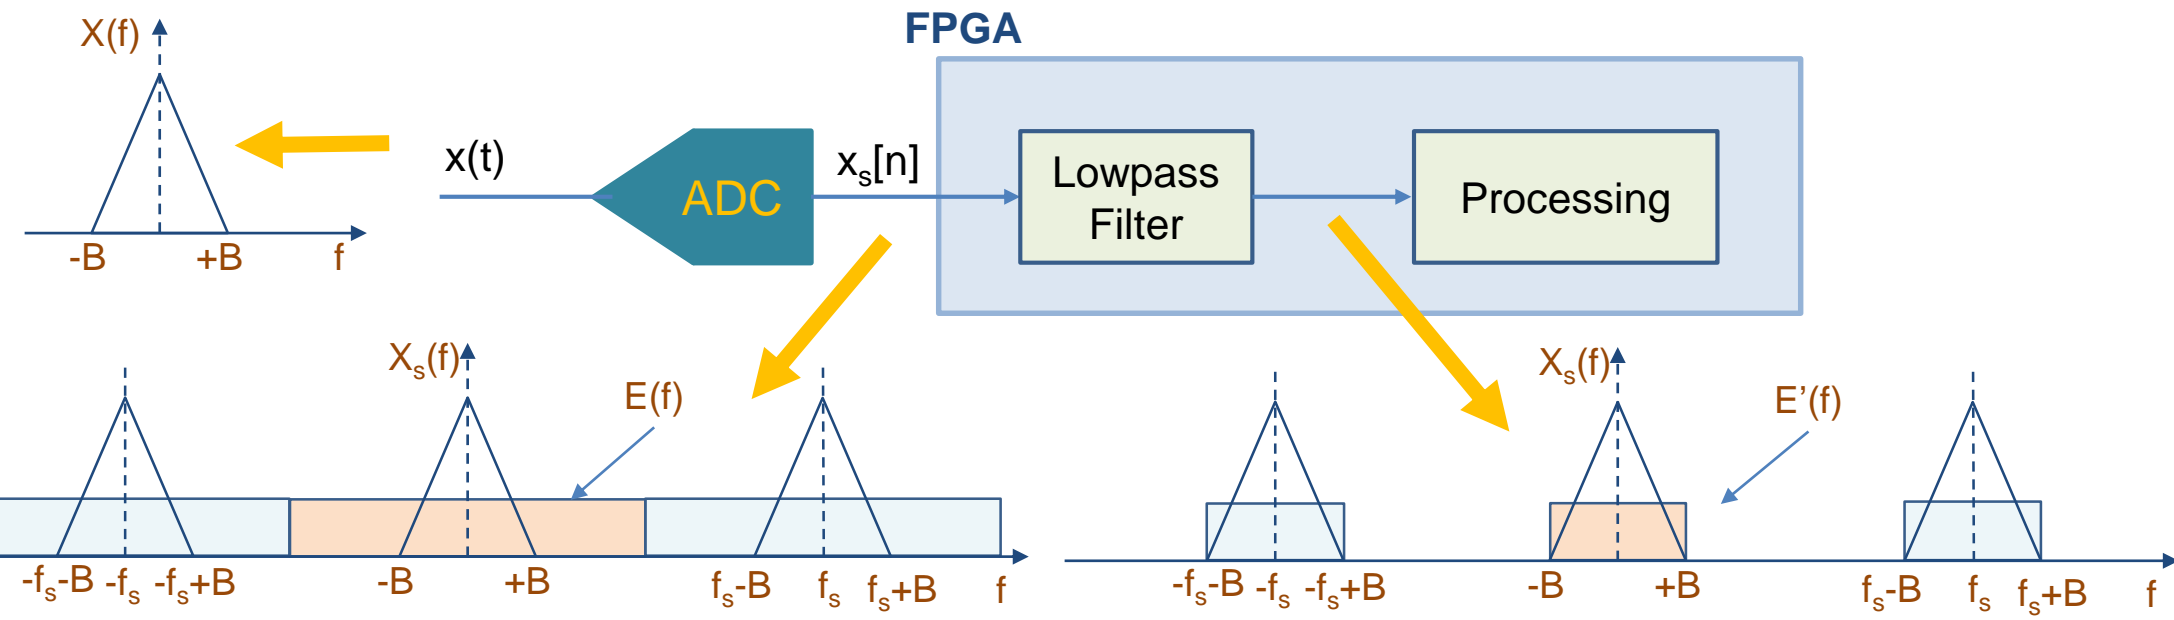 FPGA
X(f)
x(t)
ADC
xₛ[n]
Lowpass
Filter
Processing
-B
+B
f
Xₛ(f)
E(f)
-fₛ-B
-fₛ
-fₛ+B
-B
+B
fₛ-B
fₛ
fₛ+B
f
Xₛ(f)
E’(f)
-fₛ-B
-fₛ
-fₛ+B
-B
+B
fₛ-B
fₛ
fₛ+B
f